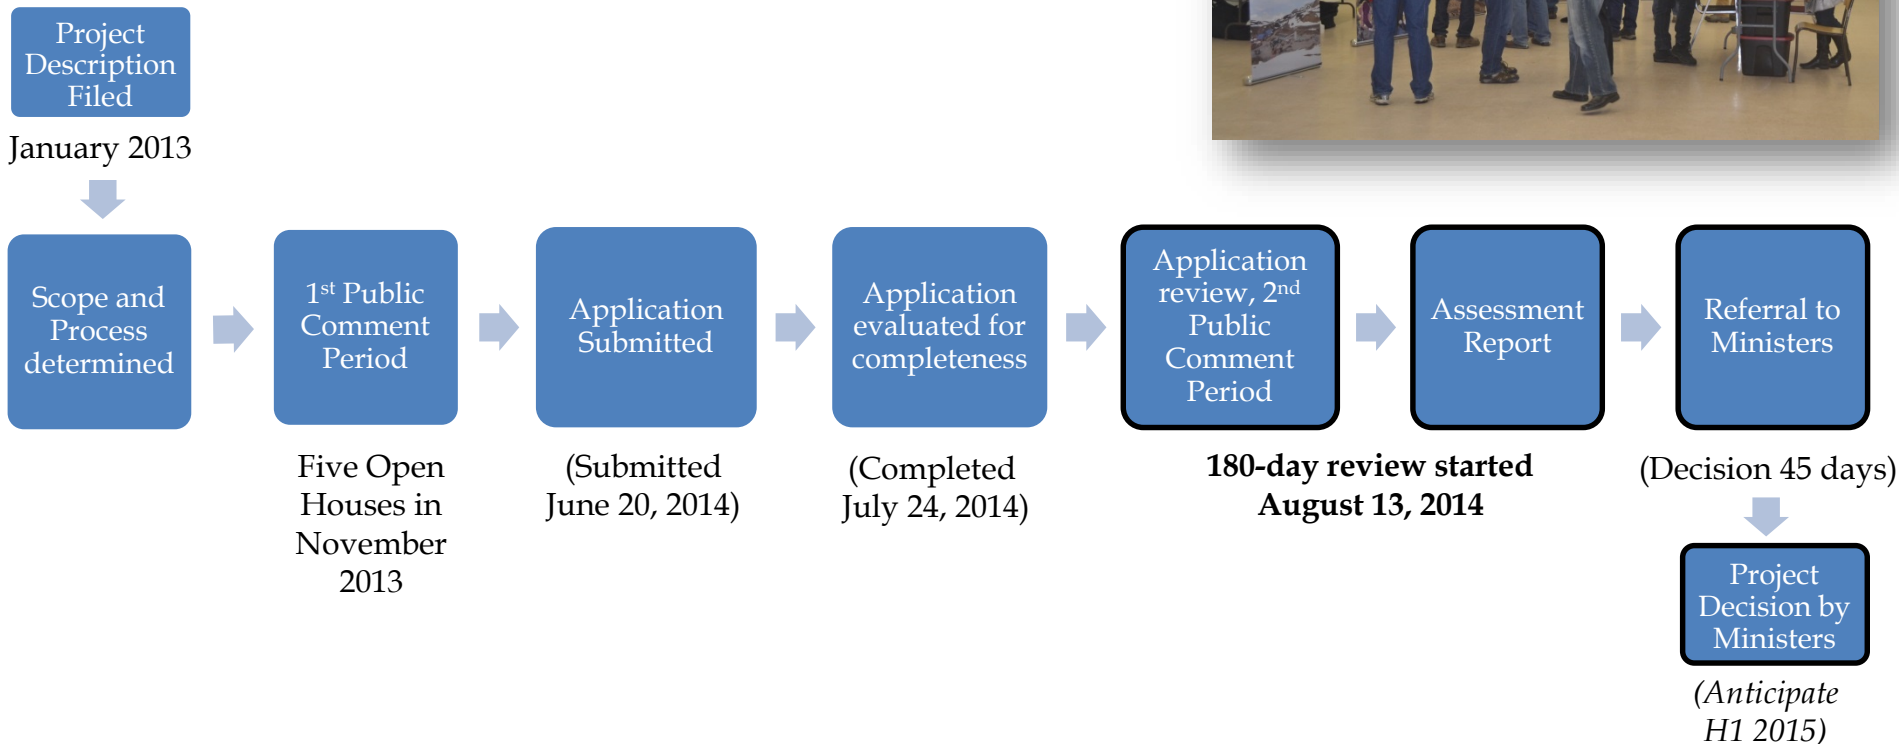 Project
Description
Filed
January 2013
Scope and
Process
determined
1st Public
Comment
Period
Five Open
Houses in
November
2013
Application
Submitted
(Submitted
June 20, 2014)
Application
evaluated for
completeness
(Completed
July 24, 2014)
Application
review, 2nd
Public
Comment
Period
Assessment
Report
180-day review started
August 13, 2014
Referral to
Ministers
(Decision 45 days)
Project
Decision by
Ministers
(Anticipate
H1 2015)